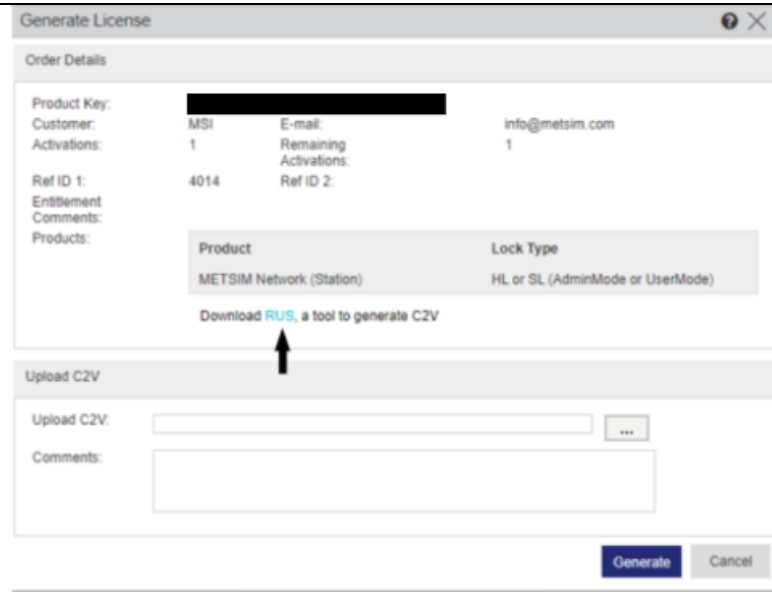 Generate License
Order Details
Product Key:
Customer: MSI E-mail: info@metsim.com
Activations: 1 Remaining Activations: 1
Ref ID 1: 4014 Ref ID 2:
Entitlement
Comments:
Products:
Product Lock Type
METSIM Network (Station) HL or SL (AdminMode or UserMode)
Download RUS, a tool to generate C2V
Upload C2V
Upload C2V: ...
Comments:
Generate Cancel